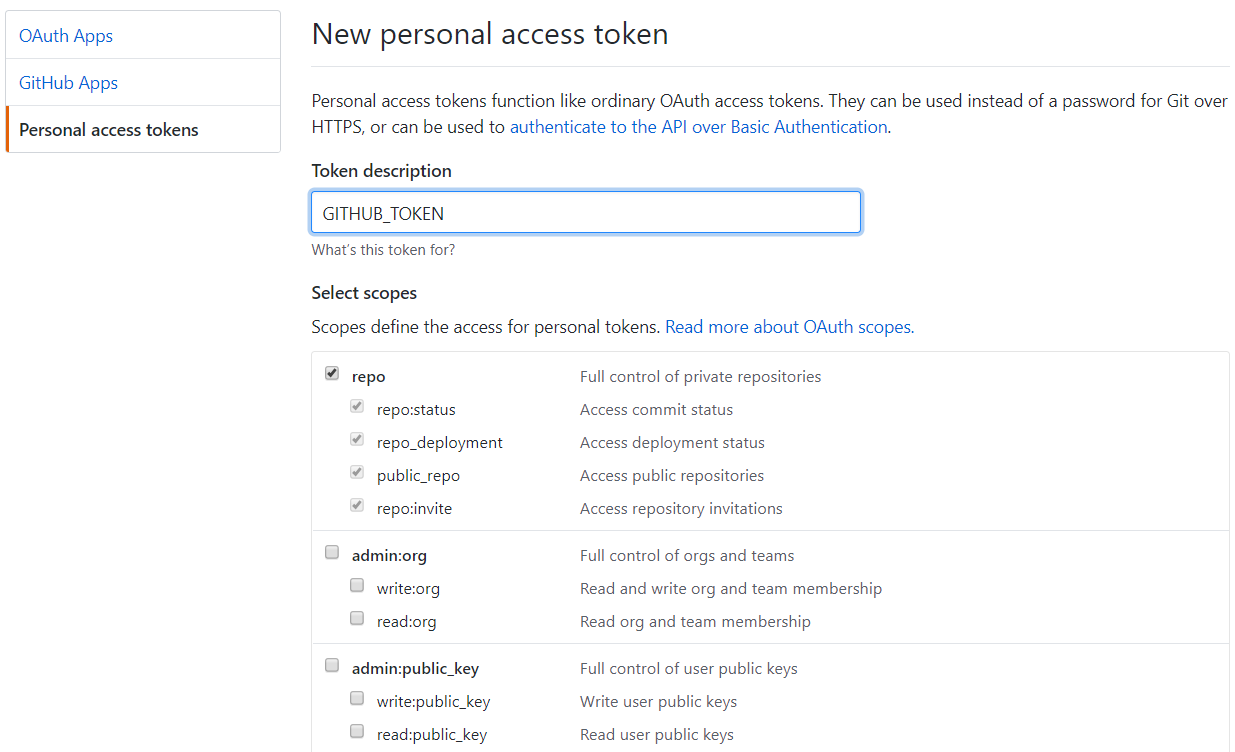 OAuth Apps
GitHub Apps
Personal access tokens
New personal access token
Personal access tokens function like ordinary OAuth access tokens. They can be used instead of a password for Git over
HTTPS, or can be used to authenticate to the API over Basic Authentication.
Token description
GITHUB_TOKEN
What's this token for?
Select scopes
Scopes define the access for personal tokens. Read more about OAuth scopes.
repo Full control of private repositories
repo:status Access commit status
repo_deployment Access deployment status
public_repo Access public repositories
repo:invite Access repository invitations
admin:org Full control of orgs and teams
write:org Read and write org and team membership
read:org Read org and team membership
admin:public_key Full control of user public keys
write:public_key Write user public keys
read:public_key Read user public keys